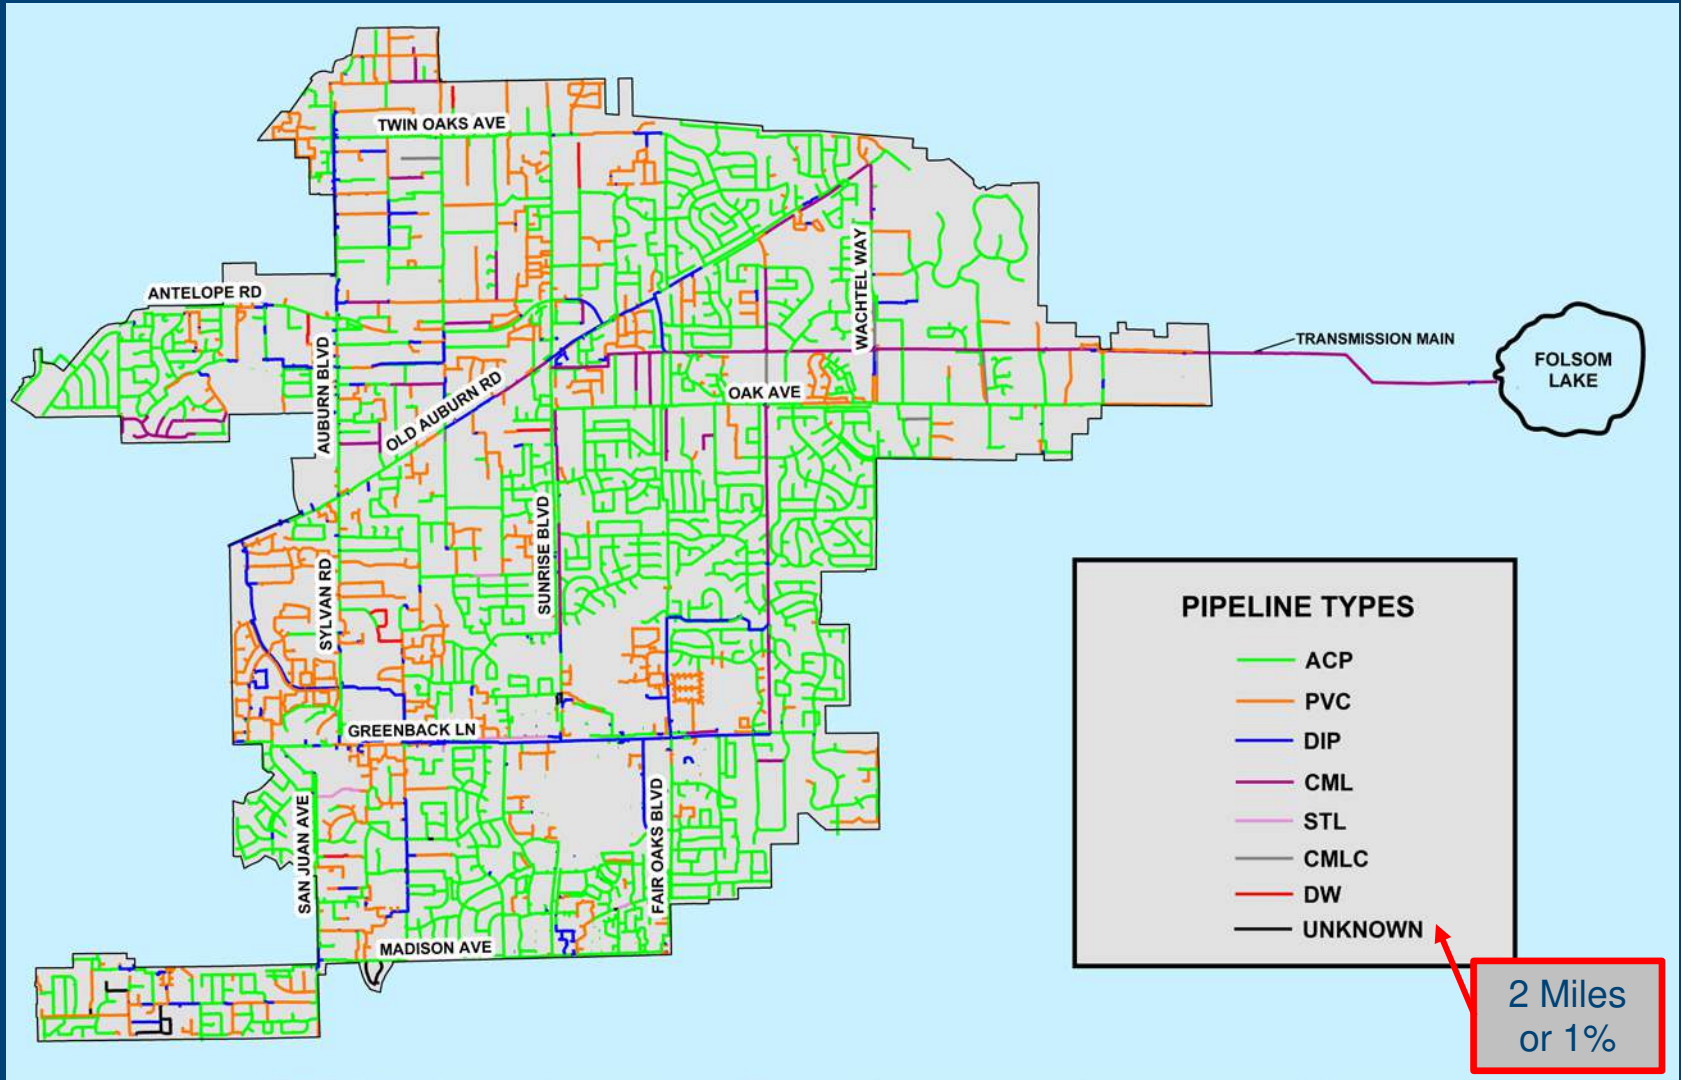 TWIN OAKS AVE
ANTELOPE RD
WACHTEL WAY
TRANSMISSION MAIN
FOLSOM
LAKE
AUBURN BLVD
OLD AUBURN RD
OAK AVE
SUNRISE BLVD
SYLVAN RD
GREENBACK LN
SAN JUAN AVE
FAIR OAKS BLVD
MADISON AVE
PIPELINE TYPES
ACP
PVC
DIP
CML
STL
CMLC
DW
UNKNOWN
2 Miles
or 1%